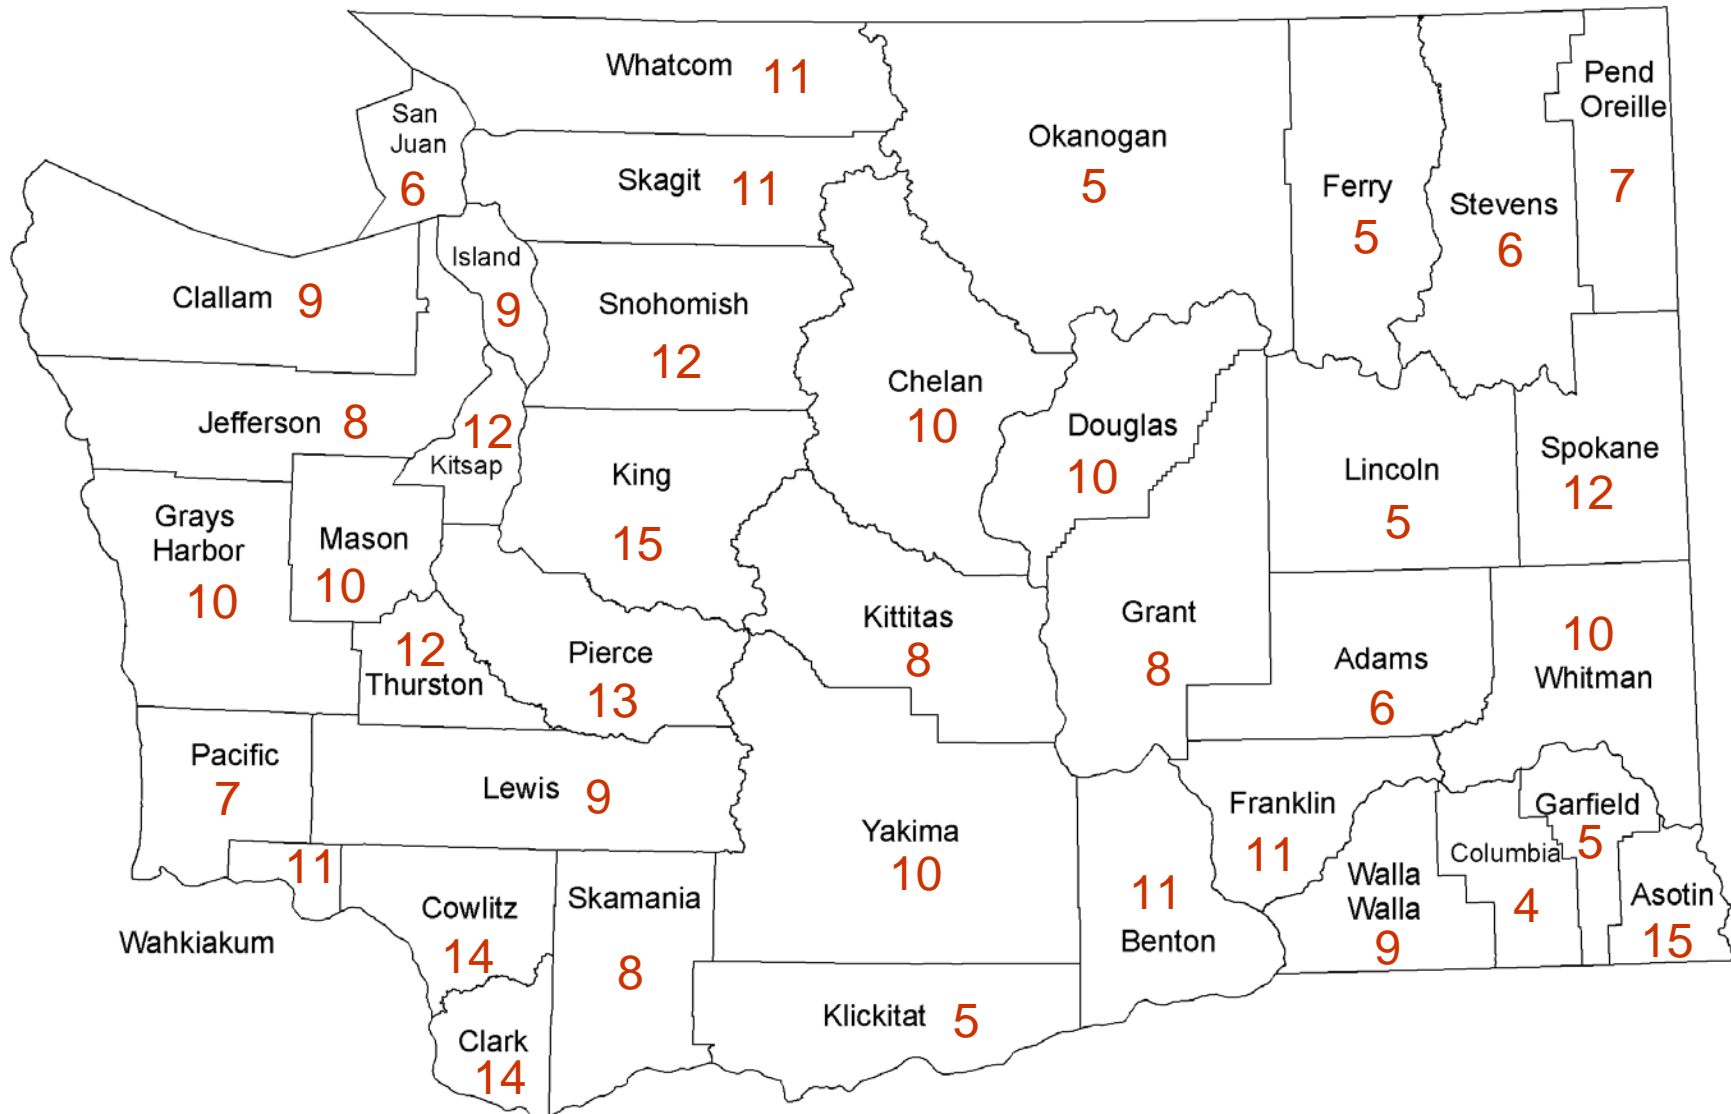 Whatcom 11
San
Juan
6
Skagit 11
Okanogan
5
Ferry
5
Stevens
6
Pend
Oreille
7
Clallam 9
Island
9
Snohomish
12
Chelan
10
Douglas
10
Jefferson 8
12
Kitsap
King
15
Lincoln
5
Spokane
12
Grays
Harbor
10
Mason
10
12
Thurston
Pierce
13
Kittitas
8
Grant
8
Adams
6
10
Whitman
Pacific
7
Lewis 9
Yakima
10
11
Benton
Franklin
11
Walla
Walla
9
Columbia
4
Garfield
5
Asotin
15
11
Wahkiakum
Cowlitz
14
Skamania
8
Clark
14
Klickitat 5